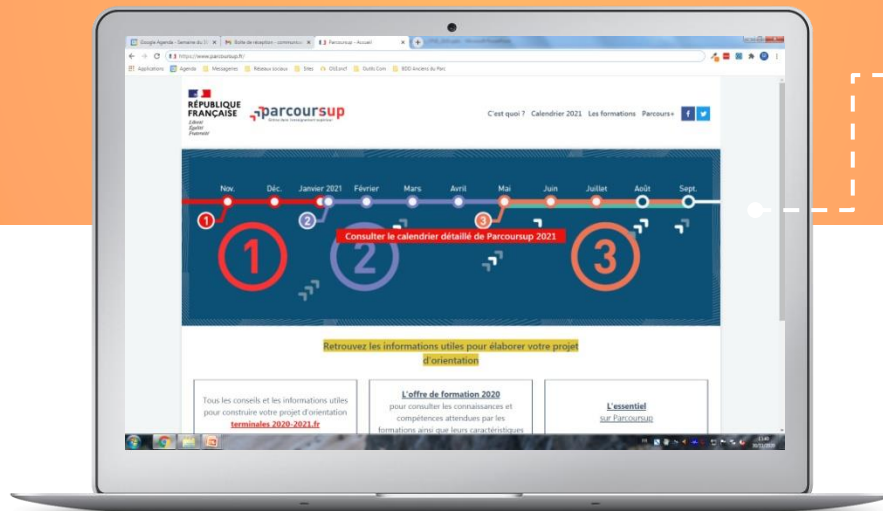 Google Agenda - Semaine du
Parcoursup - Accueil
https://www.parcoursup.fr/
Applications Agenda Messageries Réseaux sociaux Sites Outils Com BDD Anciens du Parc
RÉPUBLIQUE
FRANÇAISE
Liberté
Égalité
Fraternité
parcoursup
C'est quoi ? Calendrier 2021 Les formations Parcours+
Nov. Déc. Janvier 2021 Février Mars Avril Mai Juin Juillet Août Sept.
1 2 3
Consulter le calendrier détaillé de Parcoursup 2021
1 2 3
Retrouvez les informations utiles pour élaborer votre projet
d'orientation
Tous les conseils et les informations utiles
pour construire votre projet d'orientation
terminales 2020-2021.fr
L'offre de formation 2020
pour consulter les connaissances et
compétences attendues par les
formations ainsi que leurs caractéristiques
L'essentiel
sur Parcoursup